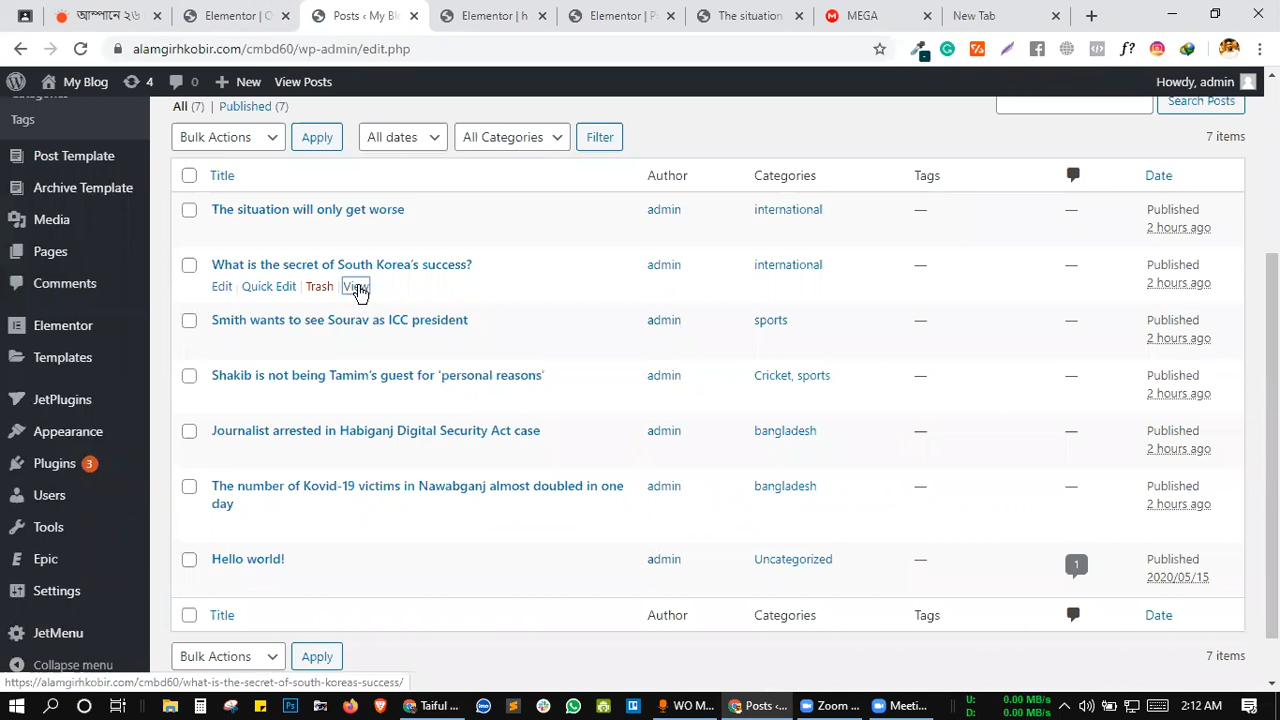 আম্পানে ২১
Elementor | 
Posts ‹ My Bl
Elementor | h
Elementor | P
The situation
MEGA
New Tab
alamgirhkobir.com/cmbd60/wp-admin/edit.php
f?
My Blog
4
0
New
View Posts
Howdy, admin
Categories
Tags
Post Template
Archive Template
Media
Pages
Comments
Elementor
Templates
JetPlugins
Appearance
Plugins 3
Users
Tools
Epic
Settings
JetMenu
Collapse menu
All (7) | Published (7)
Search Posts
Bulk Actions
Apply
All dates
All Categories
Filter
7 items
Title Author Categories Tags Date
The situation will only get worse admin international — — Published
2 hours ago
What is the secret of South Korea's success? admin international — — Published
Edit | Quick Edit | Trash | View 2 hours ago
Smith wants to see Sourav as ICC president admin sports — — Published
2 hours ago
Shakib is not being Tamim's guest for 'personal reasons' admin Cricket, sports — — Published
2 hours ago
Journalist arrested in Habiganj Digital Security Act case admin bangladesh — — Published
2 hours ago
The number of Kovid-19 victims in Nawabganj almost doubled in one admin bangladesh — — Published
day 2 hours ago
Hello world! admin Uncategorized — 1 Published
2020/05/15
Title Author Categories Tags Date
Bulk Actions
Apply
7 items
https://alamgirhkobir.com/cmbd60/what-is-the-secret-of-south-koreas-success/
Taiful ...
WO M...
Posts ‹...
Zoom ...
Meeti...
U: 0.00 MB/s
D: 0.00 MB/s
2:12 AM